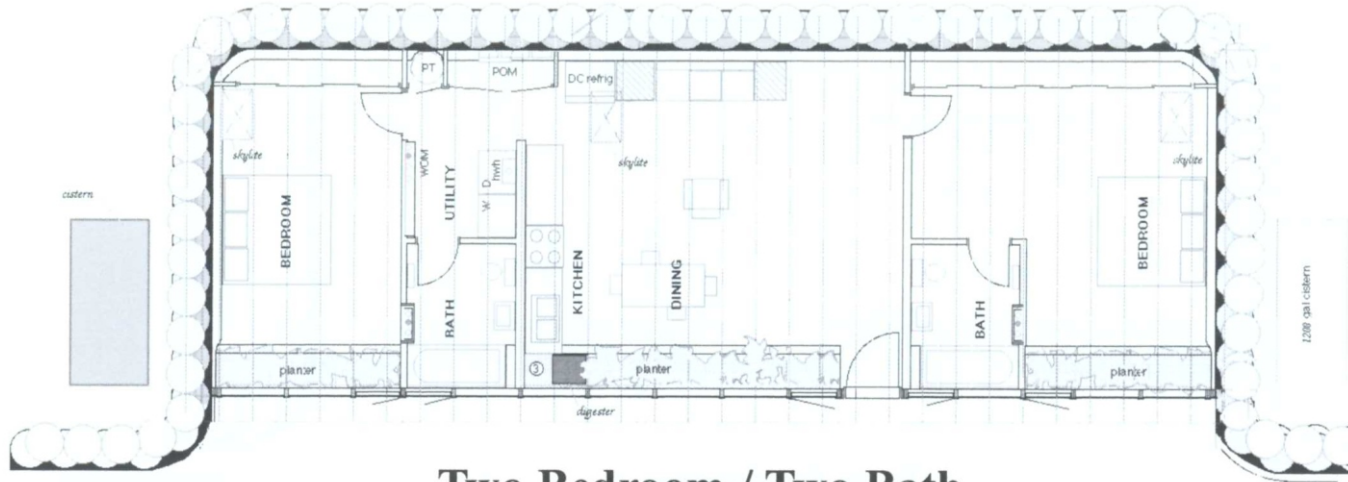 PT
POM
DC refrig
skylite
skylite
skylite
cistern
WOM
UTILITY
W D
hwh
BEDROOM
KITCHEN
DINING
BEDROOM
BATH
BATH
1200 gal cistern
planter
3
planter
planter
digester
Two Bedroom / Two Bath